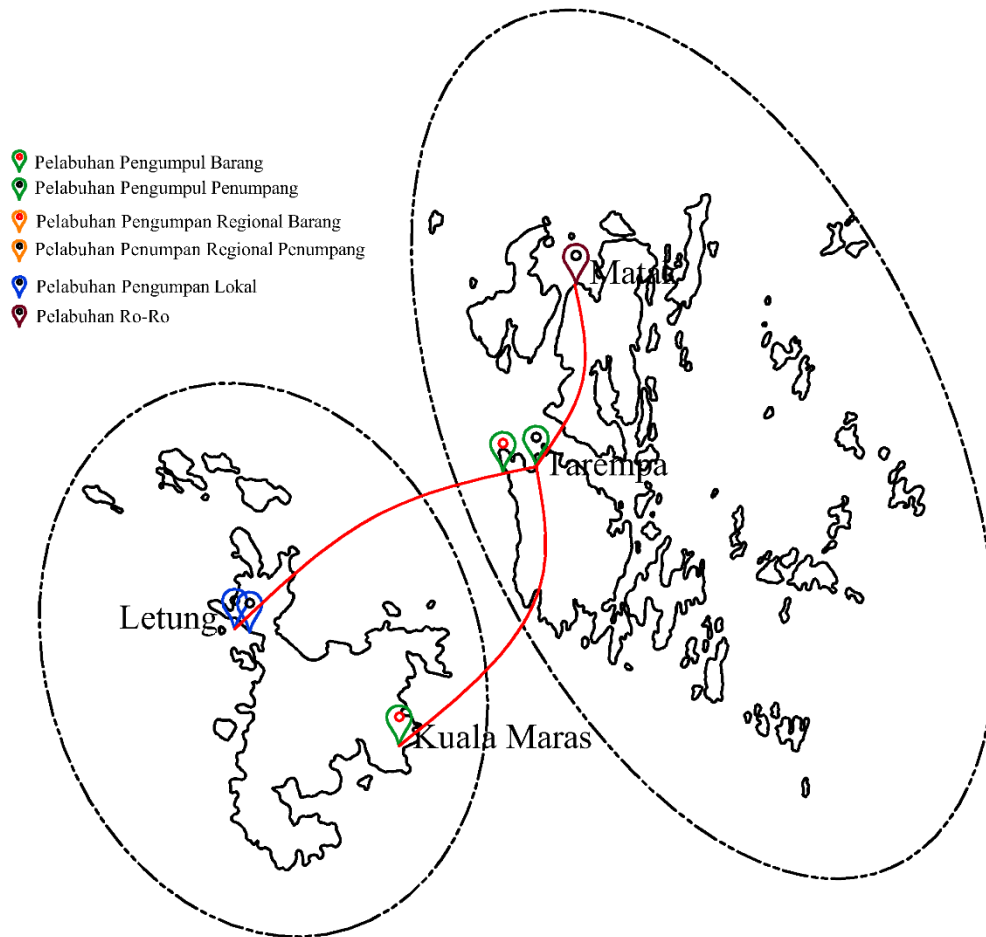 Pelabuhan Pengumpul Barang
Pelabuhan Pengumpul Penumpang
Pelabuhan Pengumpan Regional Barang
Pelabuhan Penumpan Regional Penumpang
Pelabuhan Pengumpan Lokal
Pelabuhan Ro-Ro
Matak
Tarempa
Letung
Kuala Maras